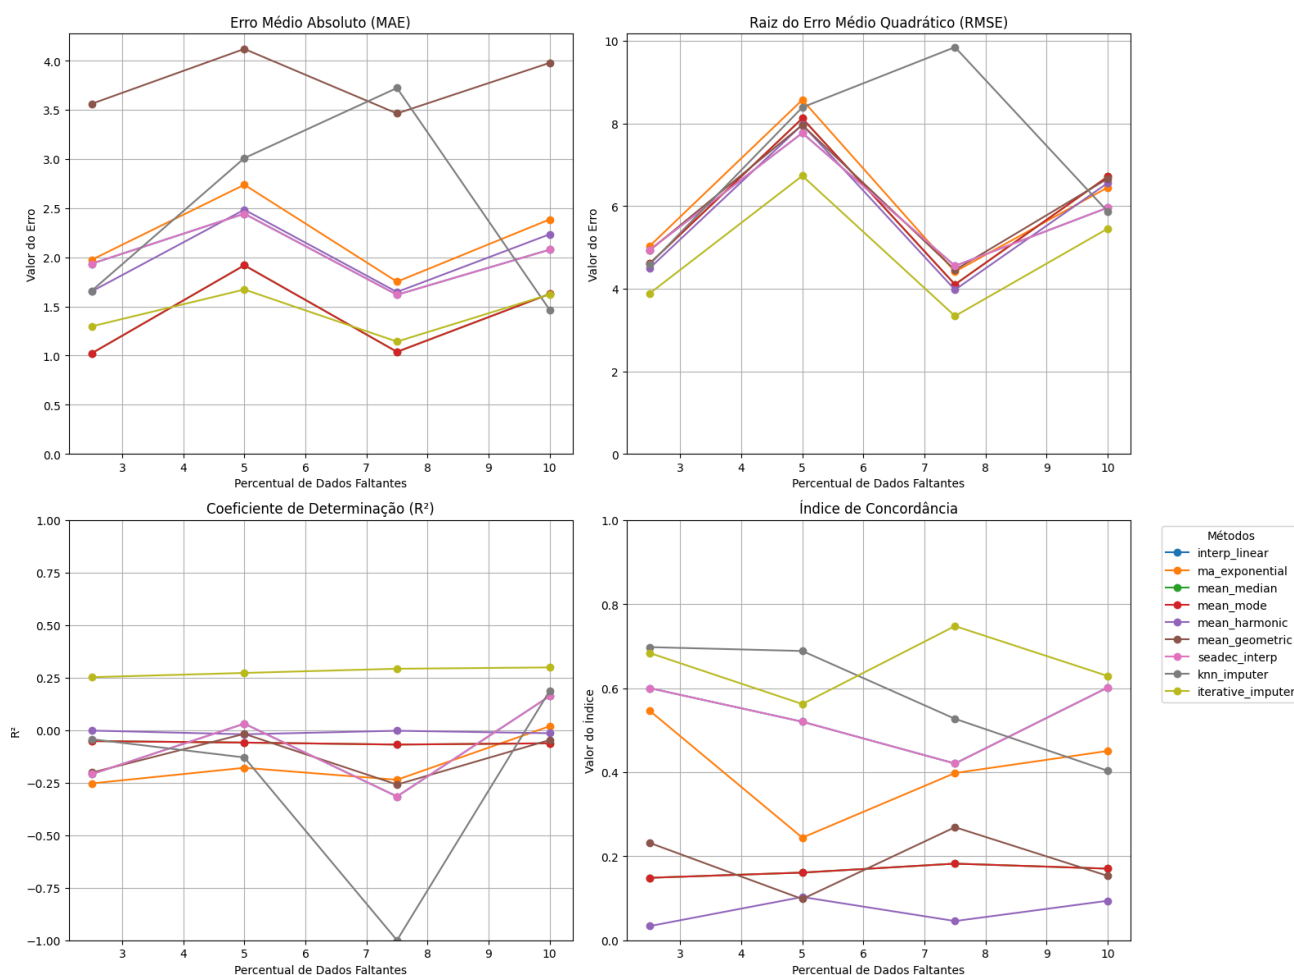 Erro Médio Absoluto (MAE)
4.0
3.5
3.0
2.5
2.0
1.5
1.0
0.5
0.0
Valor do Erro
3 4 5 6 7 8 9 10
Percentual de Dados Faltantes
Raiz do Erro Médio Quadrático (RMSE)
10
8
6
4
2
0
Valor do Erro
3 4 5 6 7 8 9 10
Percentual de Dados Faltantes
Coeficiente de Determinação (R²)
1.00
0.75
0.50
0.25
0.00
−0.25
−0.50
−0.75
−1.00
R²
3 4 5 6 7 8 9 10
Percentual de Dados Faltantes
Índice de Concordância
1.0
0.8
0.6
0.4
0.2
0.0
Valor do Índice
3 4 5 6 7 8 9 10
Percentual de Dados Faltantes
Métodos
interp_linear
ma_exponential
mean_median
mean_mode
mean_harmonic
mean_geometric
seadec_interp
knn_imputer
iterative_imputer